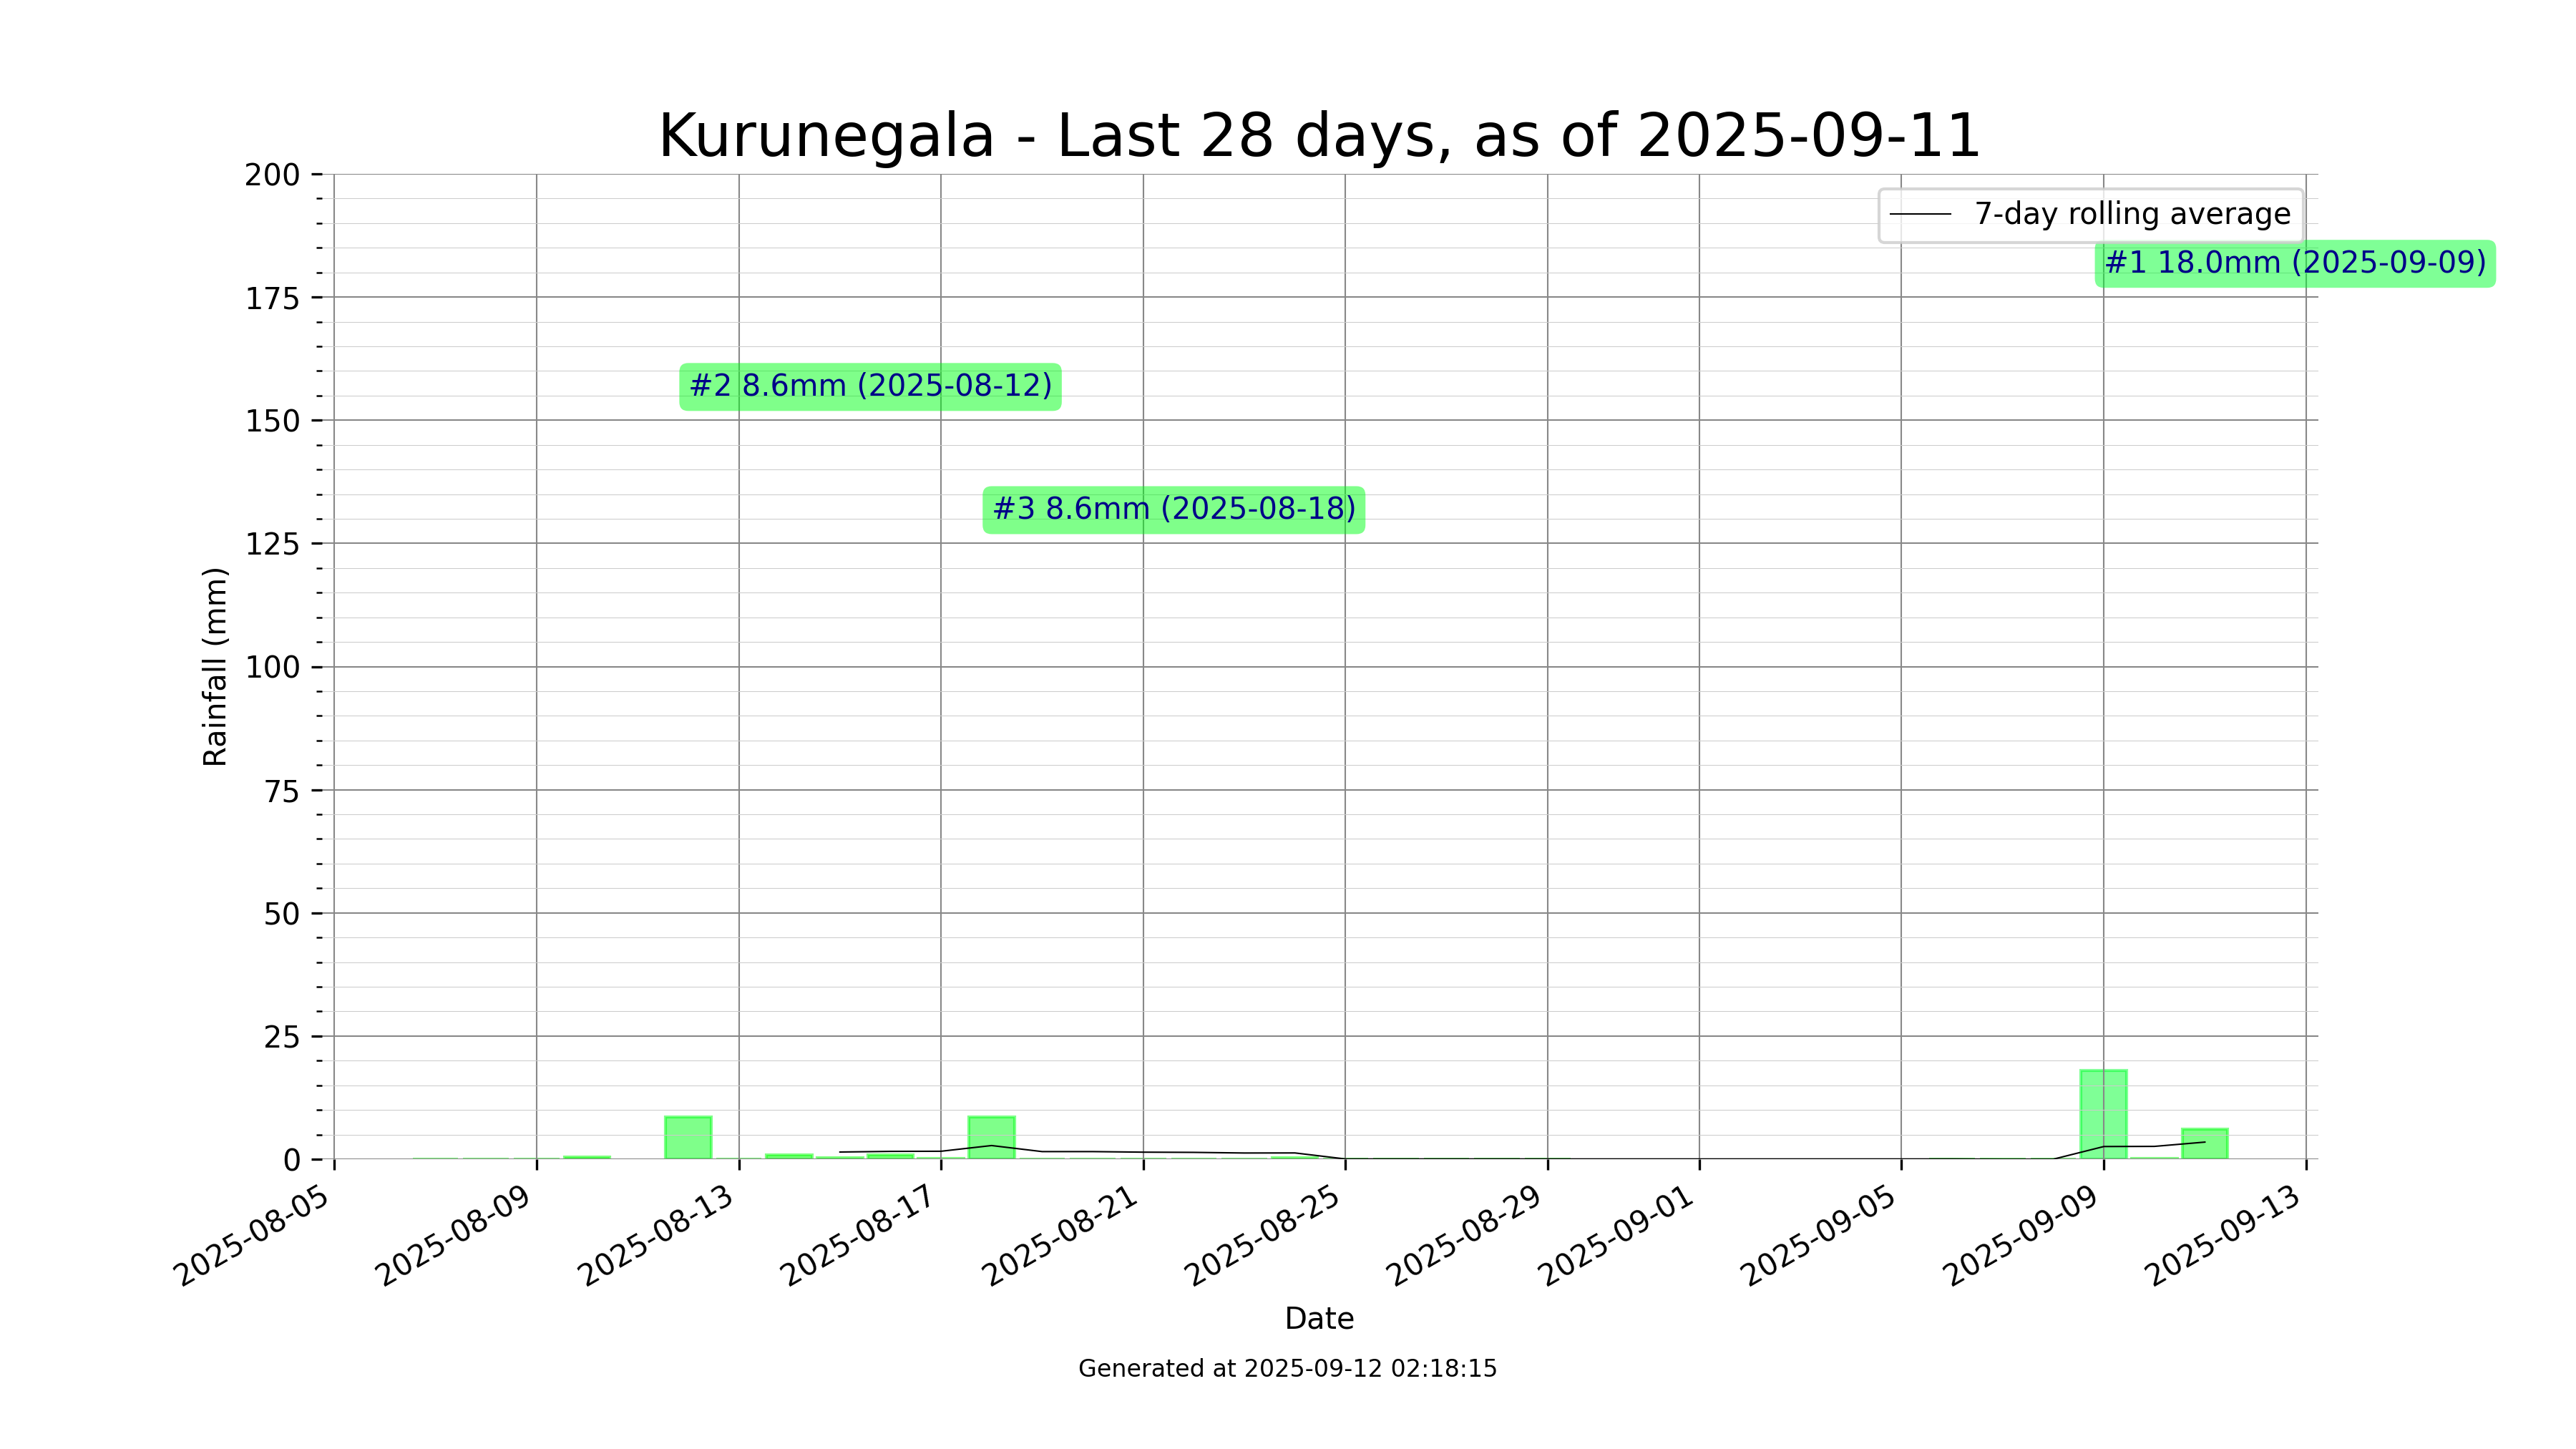 Kurunegala - Last 28 days, as of 2025-09-11
7-day rolling average
#1 18.0mm (2025-09-09)
#2 8.6mm (2025-08-12)
#3 8.6mm (2025-08-18)
Rainfall (mm)
200
175
150
125
100
75
50
25
0
2025-08-05
2025-08-09
2025-08-13
2025-08-17
2025-08-21
2025-08-25
2025-08-29
2025-09-01
2025-09-05
2025-09-09
2025-09-13
Date
Generated at 2025-09-12 02:18:15